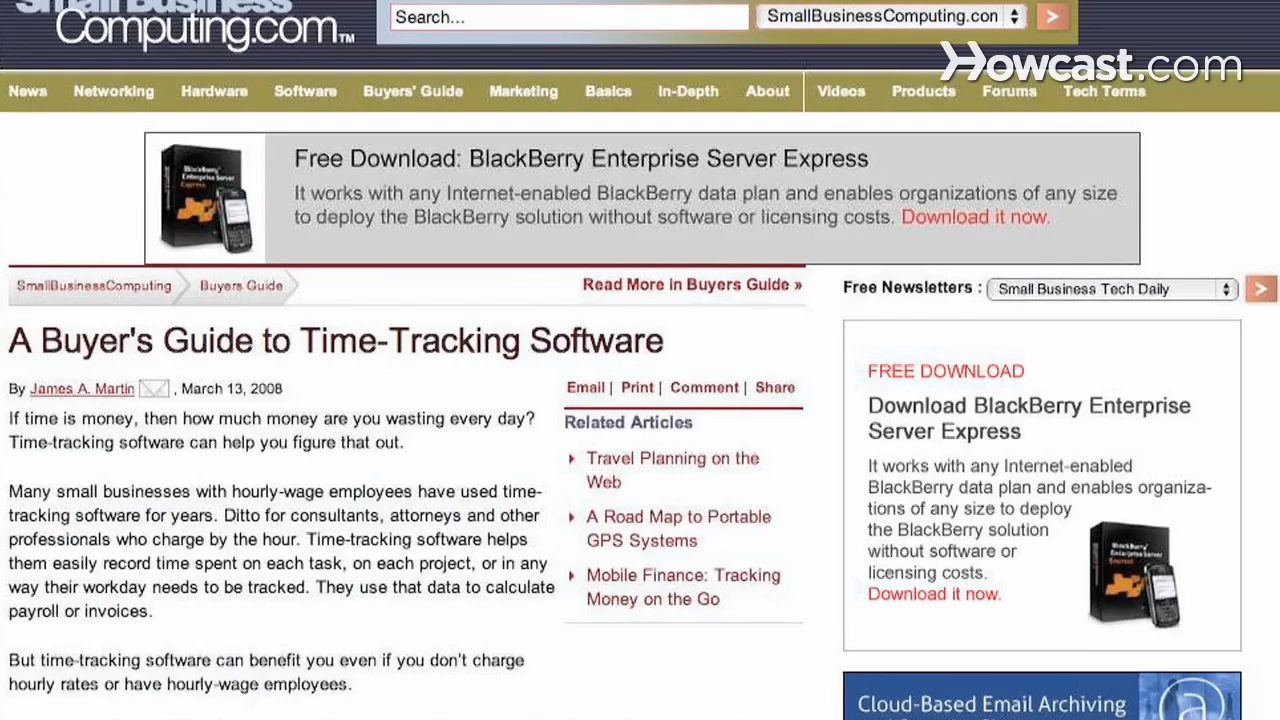 Small Business
Computing.com™
Search...
SmallBusinessComputing.con
Howcast.com
News Networking Hardware Software Buyers' Guide Marketing Basics In-Depth About Videos Products Forums Tech Terms
Free Download: BlackBerry Enterprise Server Express
It works with any Internet-enabled BlackBerry data plan and enables organizations of any size
to deploy the BlackBerry solution without software or licensing costs. Download it now.
BlackBerry
Enterprise Server
Express
SmallBusinessComputing Buyers Guide
Read More in Buyers Guide »
Free Newsletters : Small Business Tech Daily
A Buyer's Guide to Time-Tracking Software
By James A. Martin , March 13, 2008
Email | Print | Comment | Share
If time is money, then how much money are you wasting every day?
Time-tracking software can help you figure that out.
Many small businesses with hourly-wage employees have used time-
tracking software for years. Ditto for consultants, attorneys and other
professionals who charge by the hour. Time-tracking software helps
them easily record time spent on each task, on each project, or in any
way their workday needs to be tracked. They use that data to calculate
payroll or invoices.
But time-tracking software can benefit you even if you don't charge
hourly rates or have hourly-wage employees.
Related Articles
Travel Planning on the
Web
A Road Map to Portable
GPS Systems
Mobile Finance: Tracking
Money on the Go
FREE DOWNLOAD
Download BlackBerry Enterprise
Server Express
It works with any Internet-enabled
BlackBerry data plan and enables organiza-
tions of any size to deploy
the BlackBerry solution
without software or
licensing costs.
Download it now.
BlackBerry
Enterprise Server
Express
Cloud-Based Email Archiving